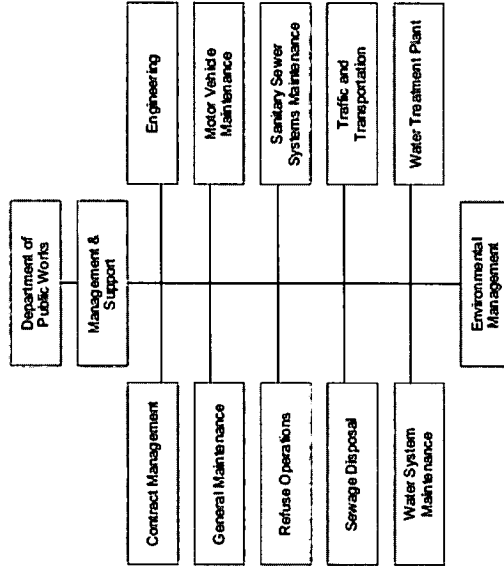 Department of
Public Works
Management &
Support
Contract Management
Engineering
General Maintenance
Motor Vehicle
Maintenance
Refuse Operations
Sanitary Sewer
Systems Maintenance
Sewage Disposal
Traffic and
Transportation
Water System
Maintenance
Water Treatment Plant
Environmental
Management